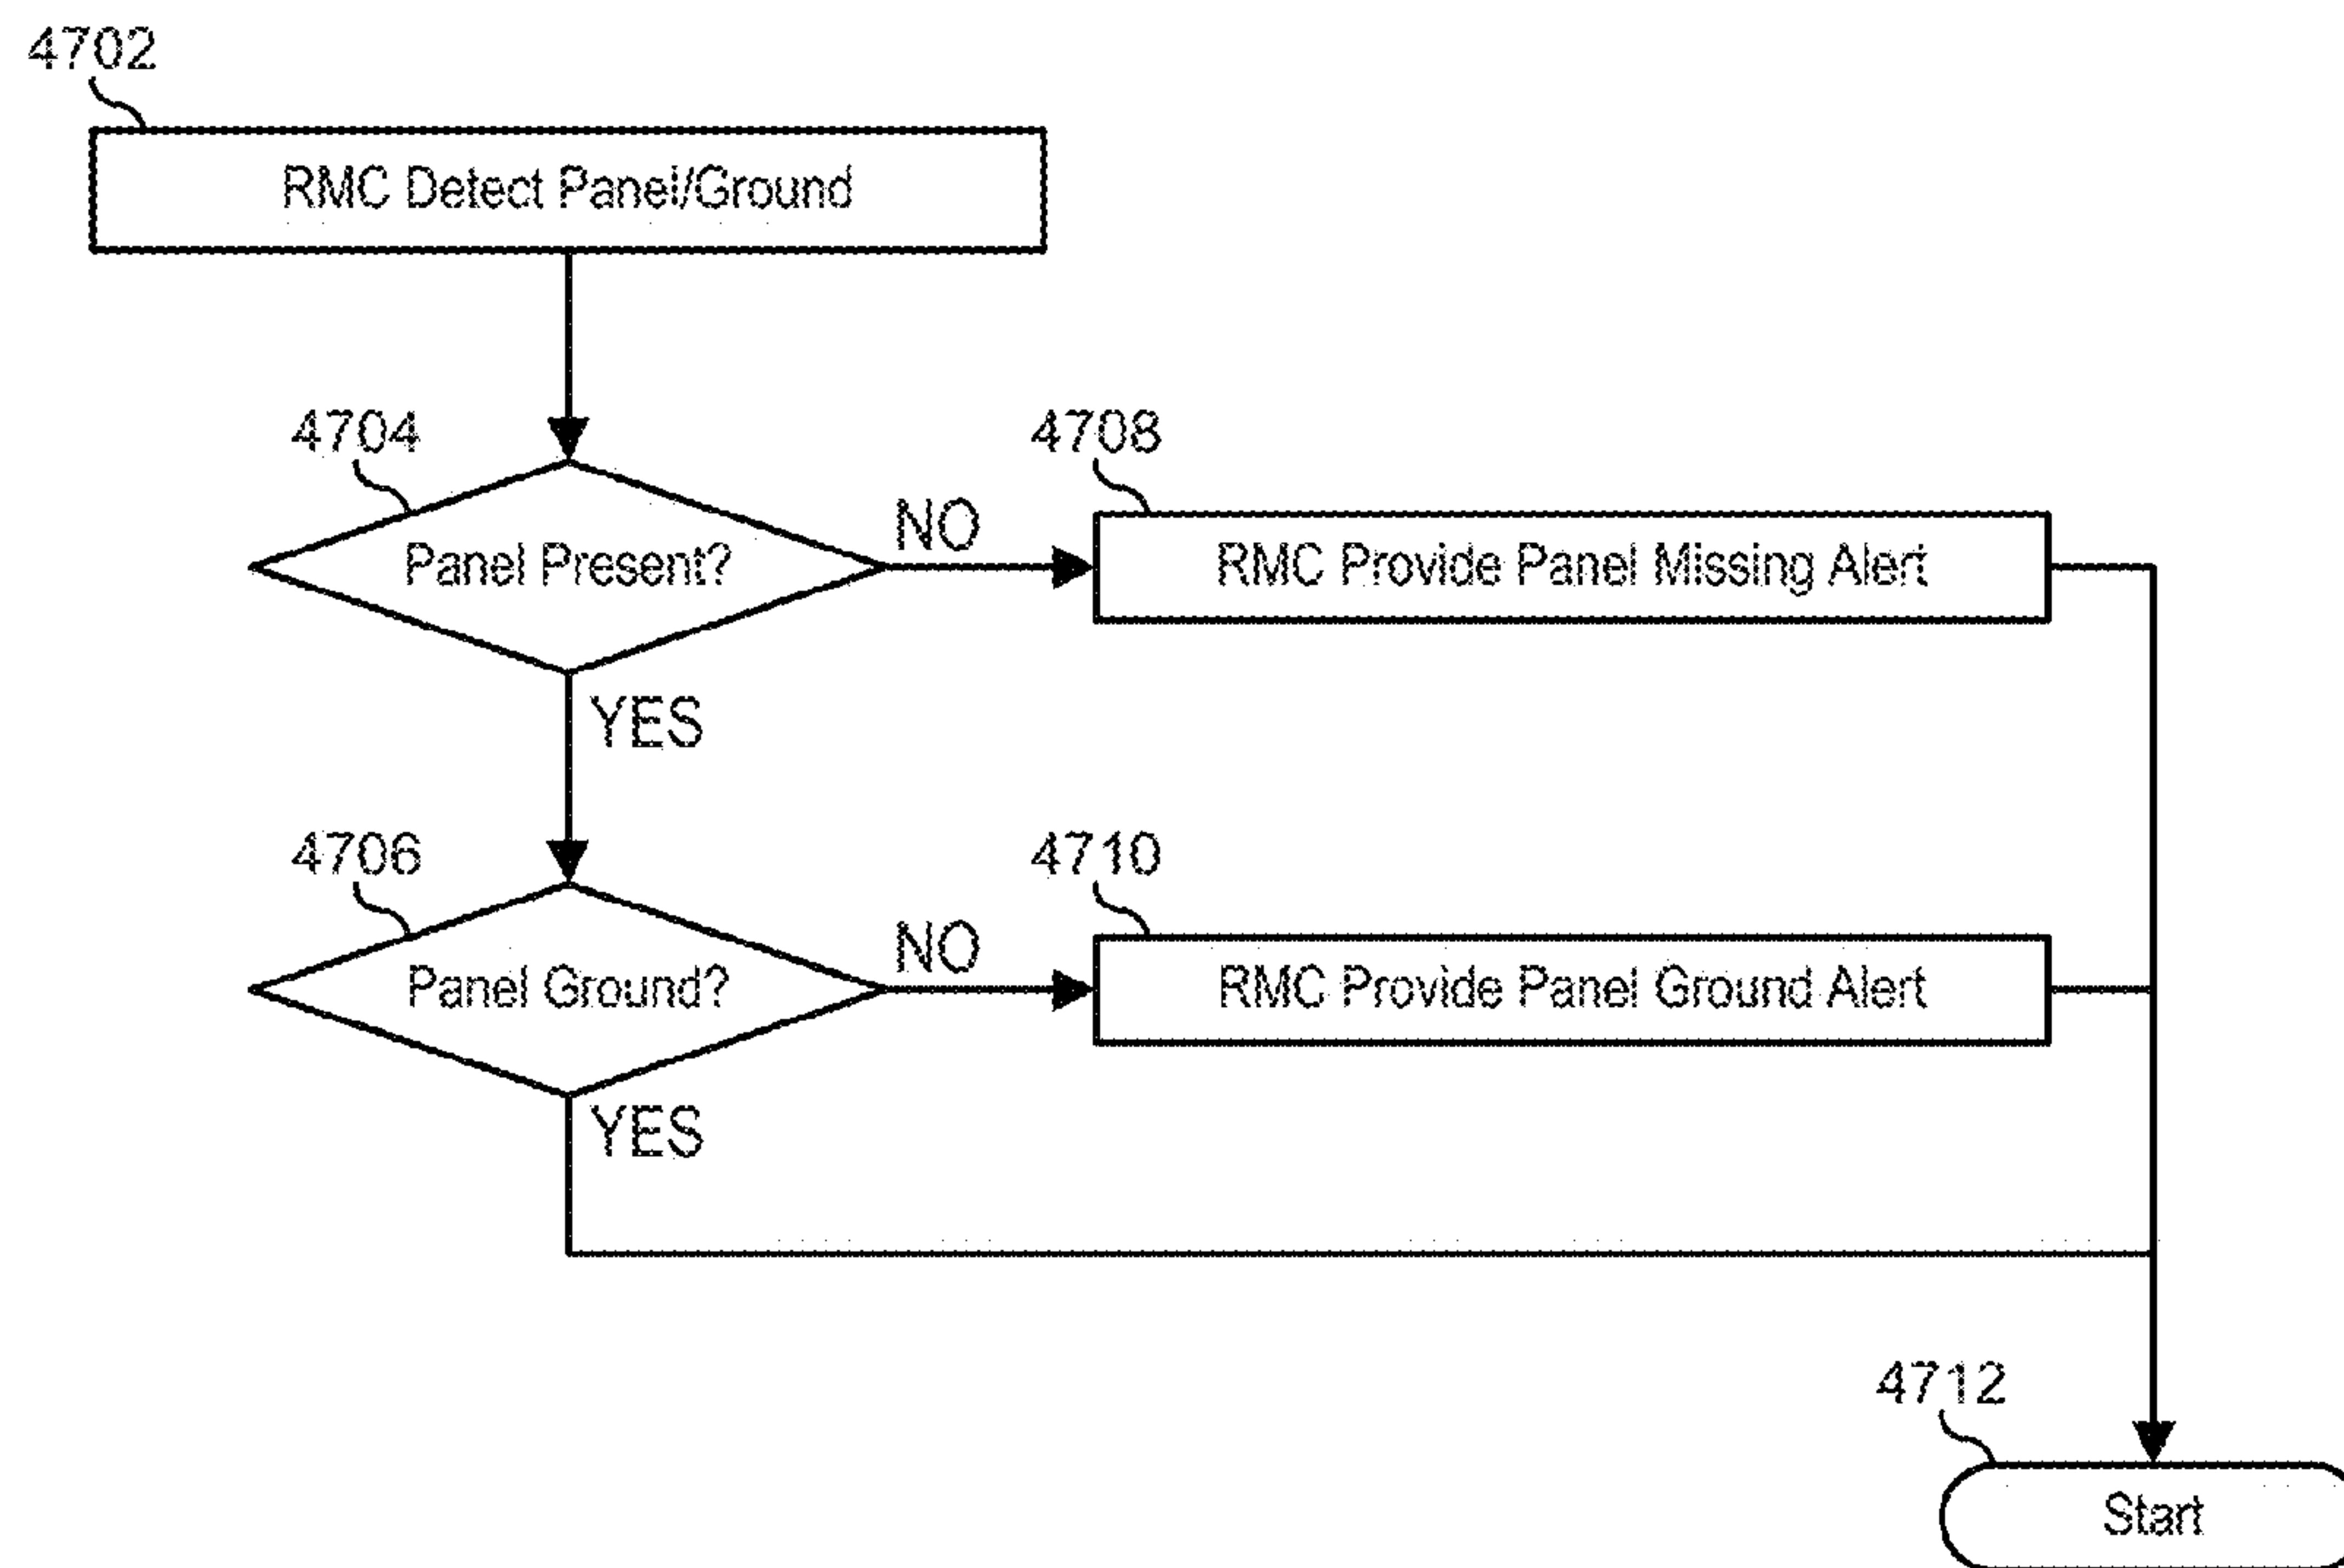 4702
RMC Detect Panel/Ground
4704
Panel Present?
NO
4708
RMC Provide Panel Missing Alert
YES
4706
Panel Ground?
NO
4710
RMC Provide Panel Ground Alert
YES
4712
Start